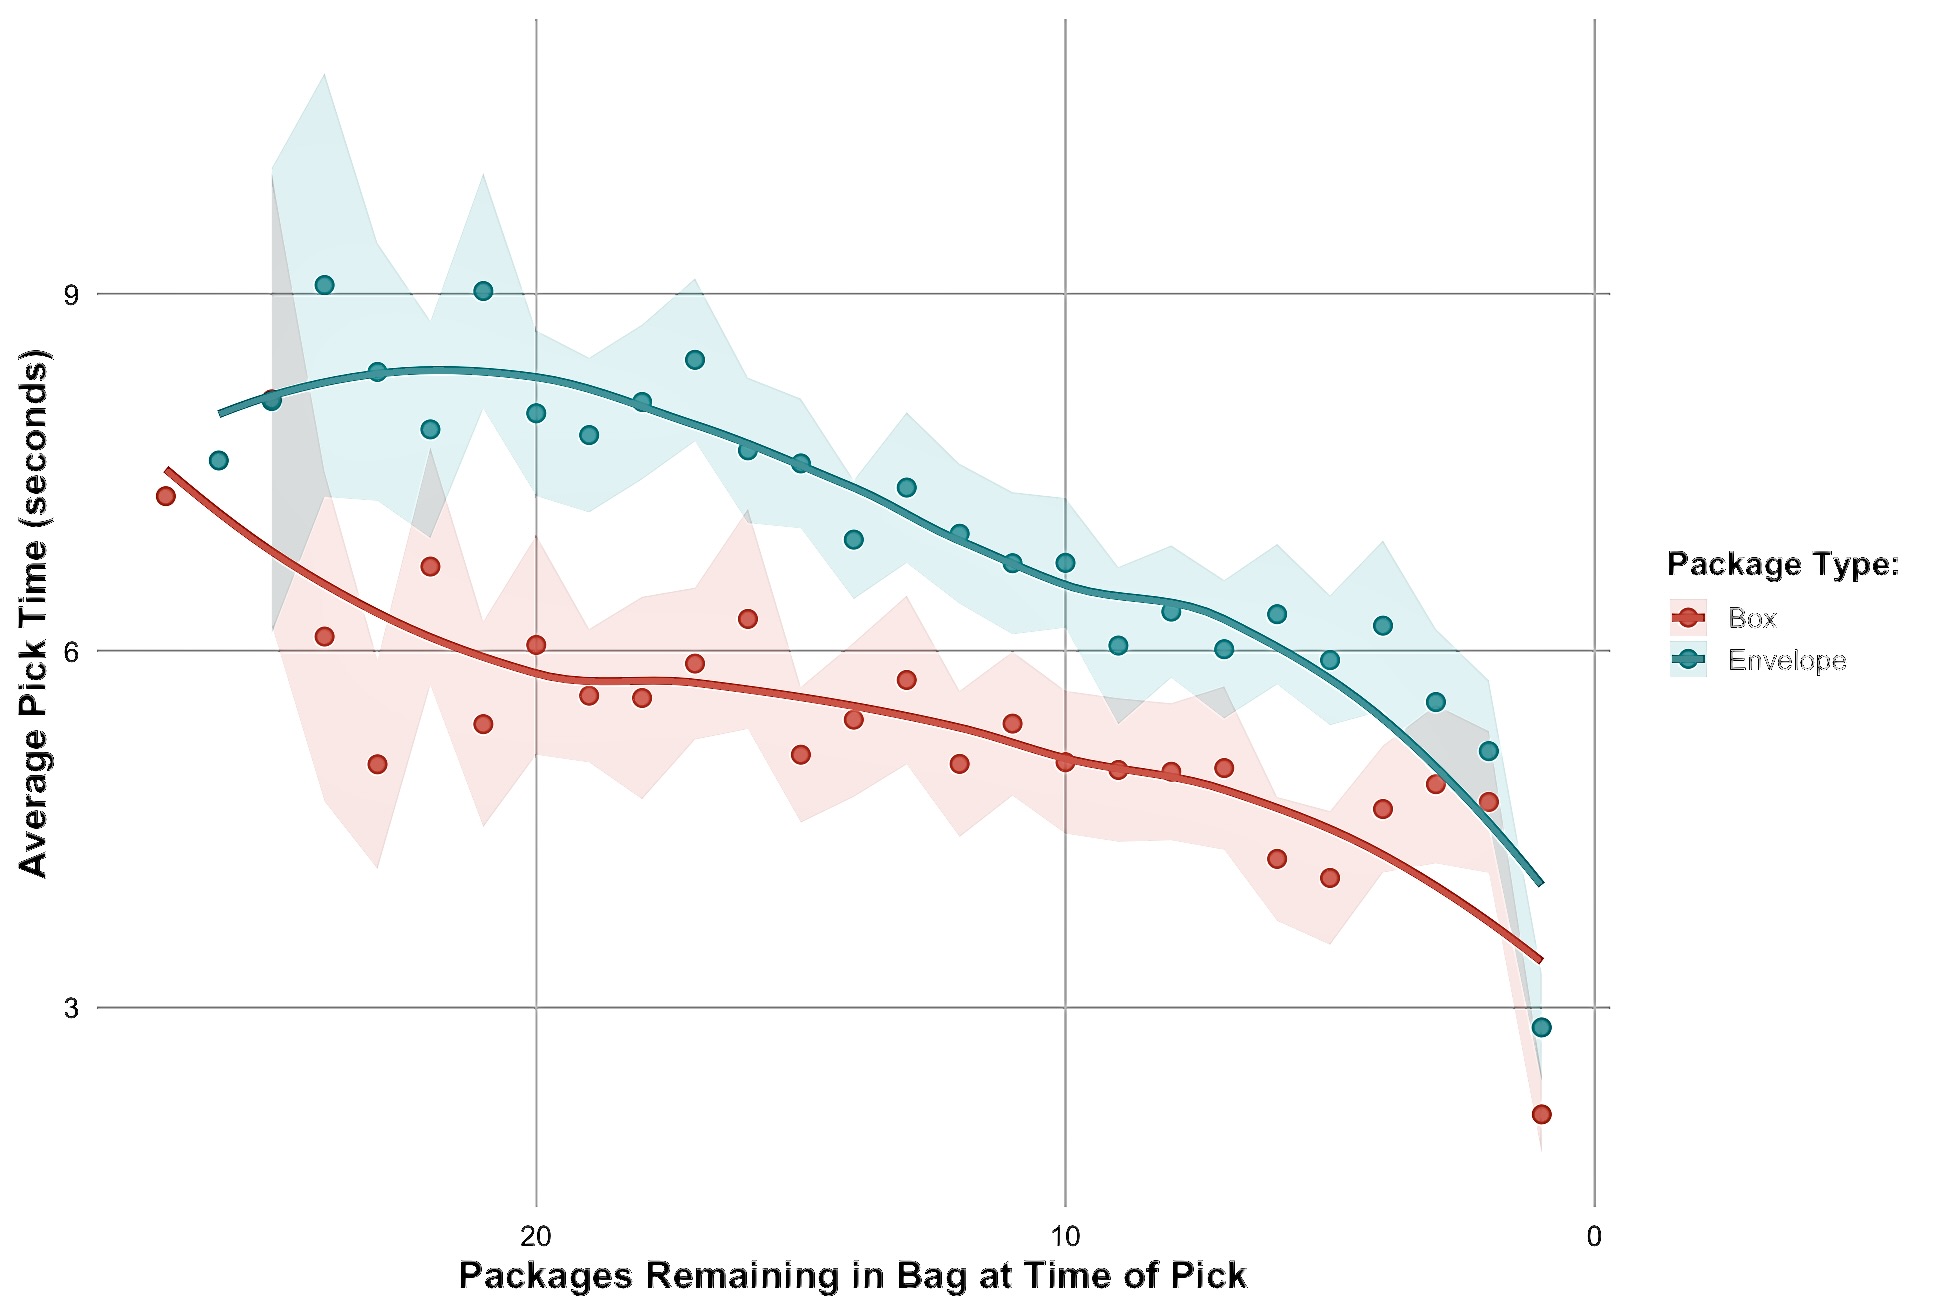 Average Pick Time (seconds)
9
6
3
20
10
0
Packages Remaining in Bag at Time of Pick
Package Type:
Box
Envelope